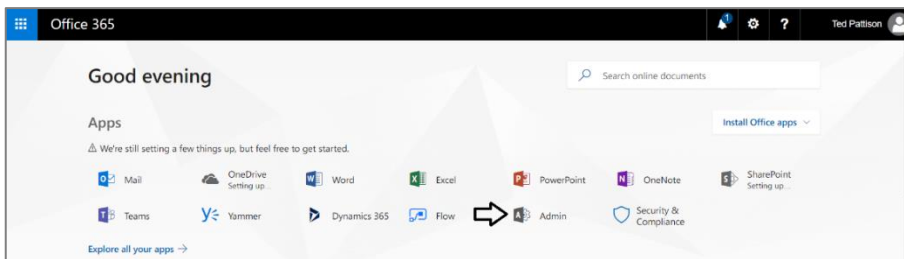 Office 365
1
?
Ted Pattison
Good evening
Search online documents
Apps
Install Office apps
⚠ We're still setting a few things up, but feel free to get started.
Mail
OneDrive
Setting up...
Word
Excel
PowerPoint
OneNote
SharePoint
Setting up...
Teams
Yammer
Dynamics 365
Flow
Admin
Security &
Compliance
Explore all your apps →